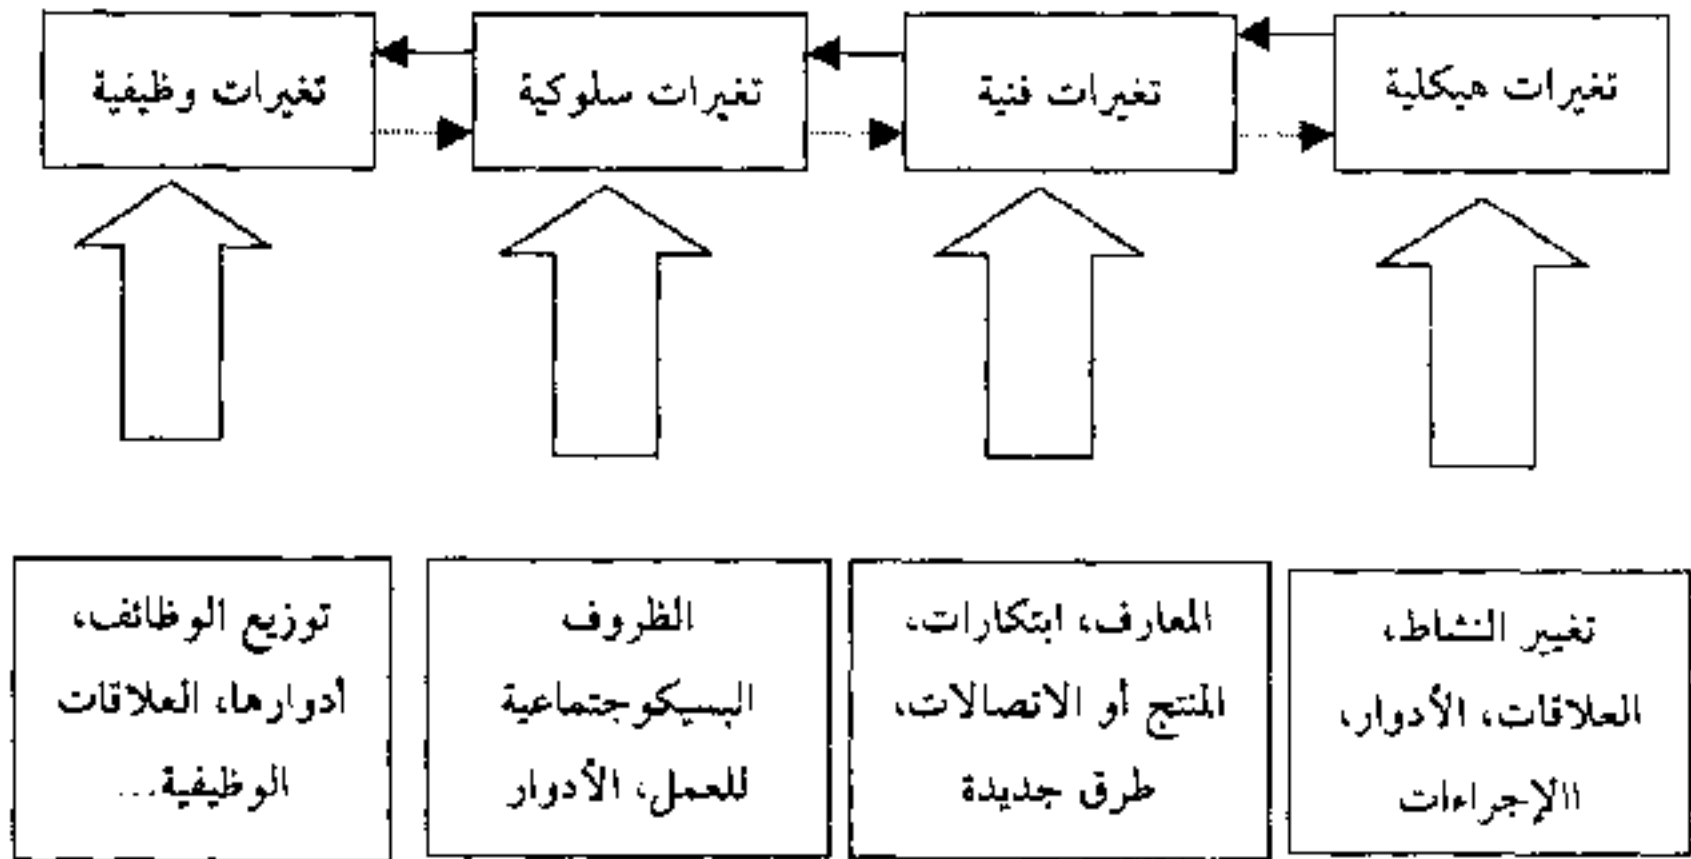 تغيرات هيكلية
تغيرات فنية
تغيرات سلوكية
تغيرات وظيفية
تغيير النشاط،
العلاقات، الأدوار،
االإجراءات
المعارف، ابتكارات،
المنتج أو الاتصالات،
طرق جديدة
الظروف
البسيكوجتماعية
للعمل، الأدوار
توزيع الوظائف،
أدوارها، العلاقات
الوظيفية...